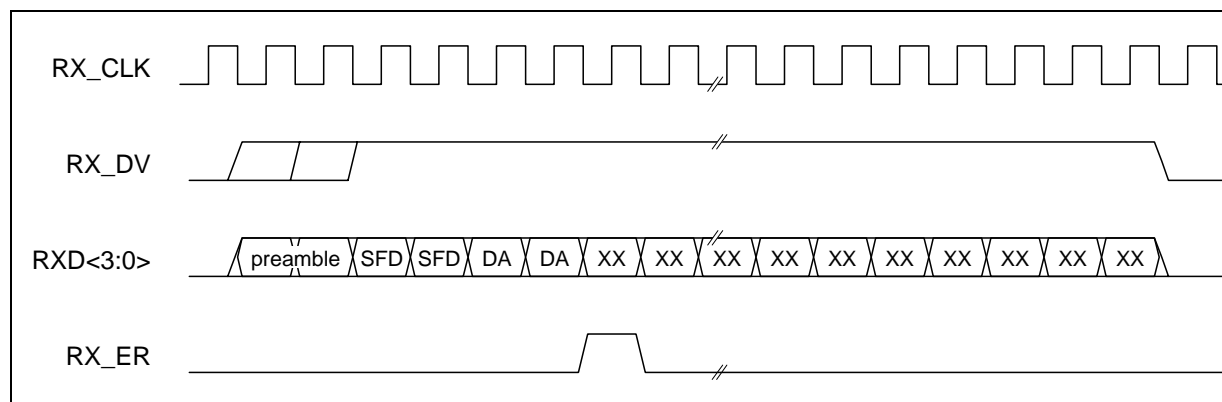 RX_CLK
RX_DV
RXD<3:0> preamble SFD SFD DA DA XX XX XX XX XX XX XX XX XX XX
RX_ER